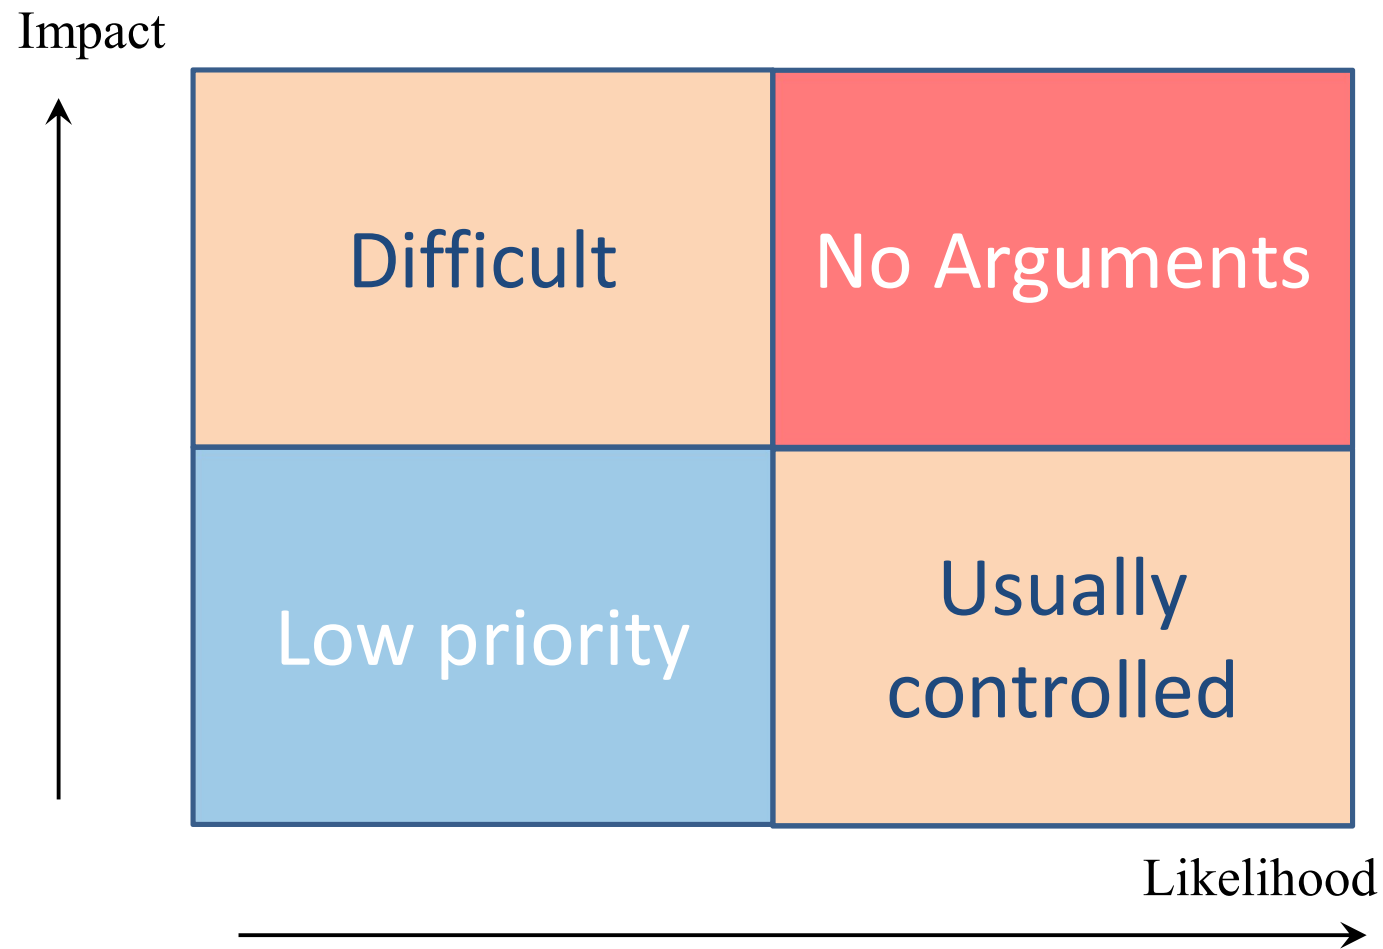 Impact
Difficult
No Arguments
Low priority
Usually
controlled
Likelihood